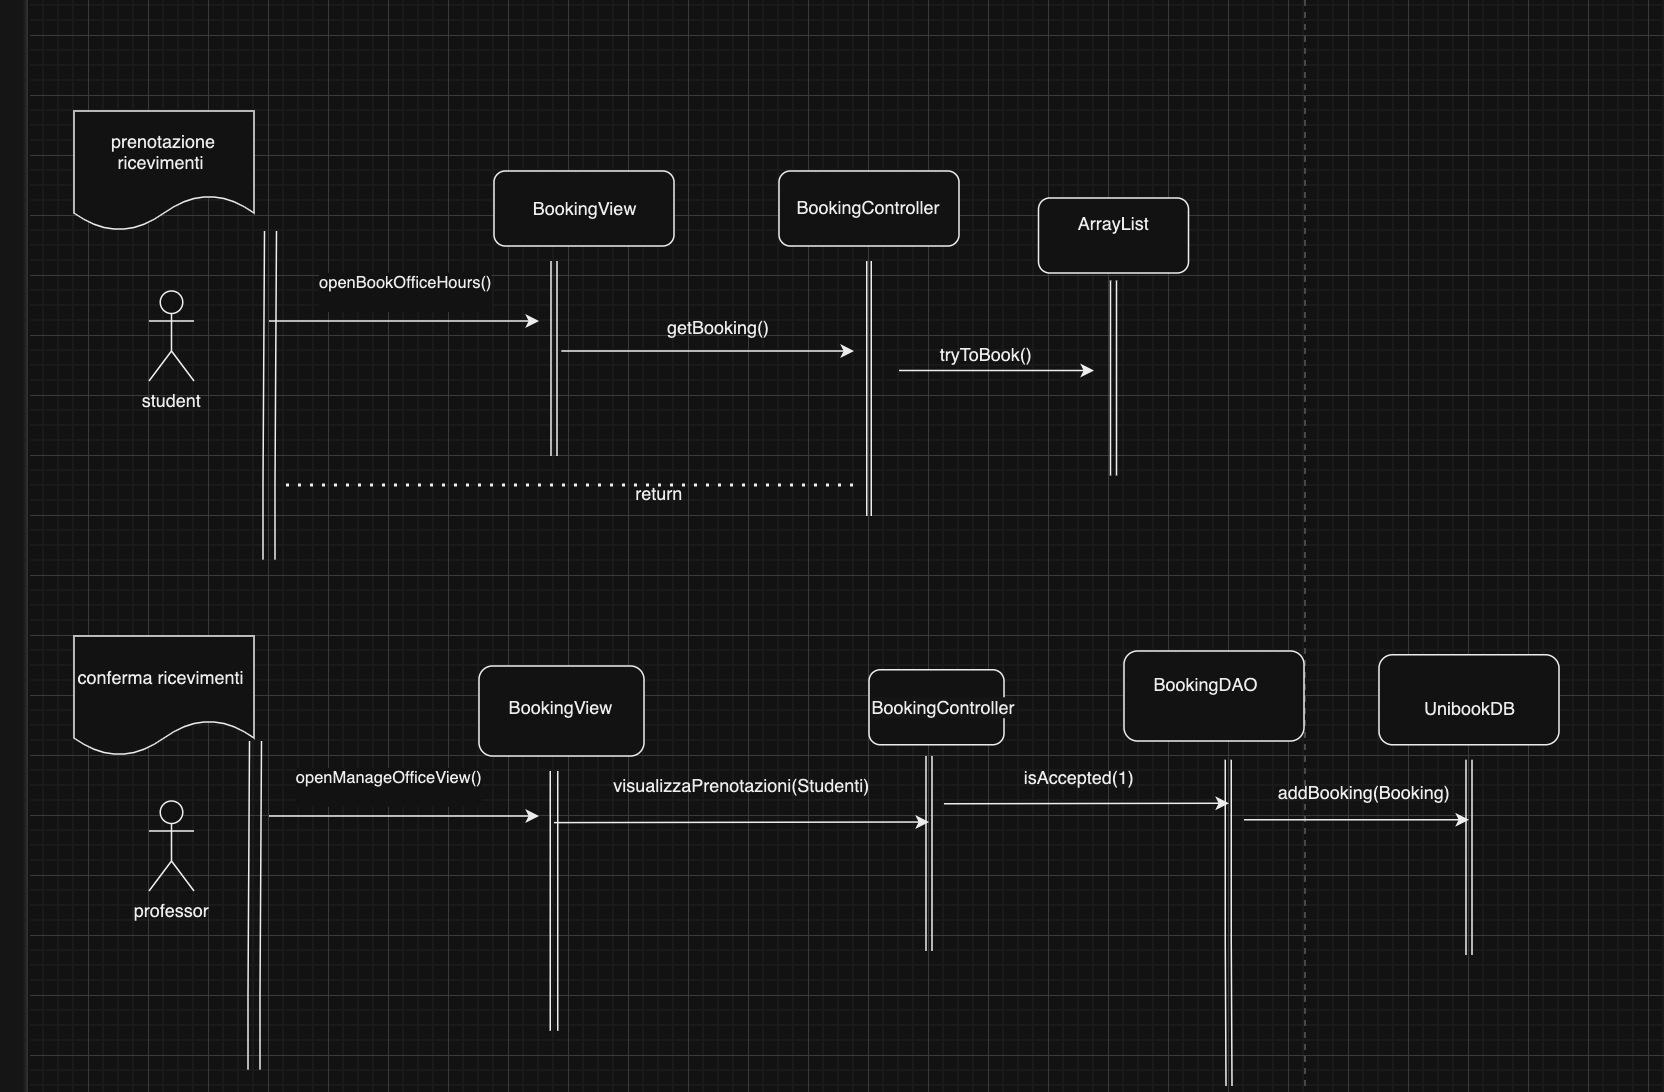 prenotazione
ricevimenti
BookingView
BookingController
ArrayList
openBookOfficeHours()
getBooking()
tryToBook()
student
return
conferma ricevimenti
BookingView
BookingController
BookingDAO
UnibookDB
openManageOfficeView()
visualizzaPrenotazioni(Studenti)
isAccepted(1)
addBooking(Booking)
professor